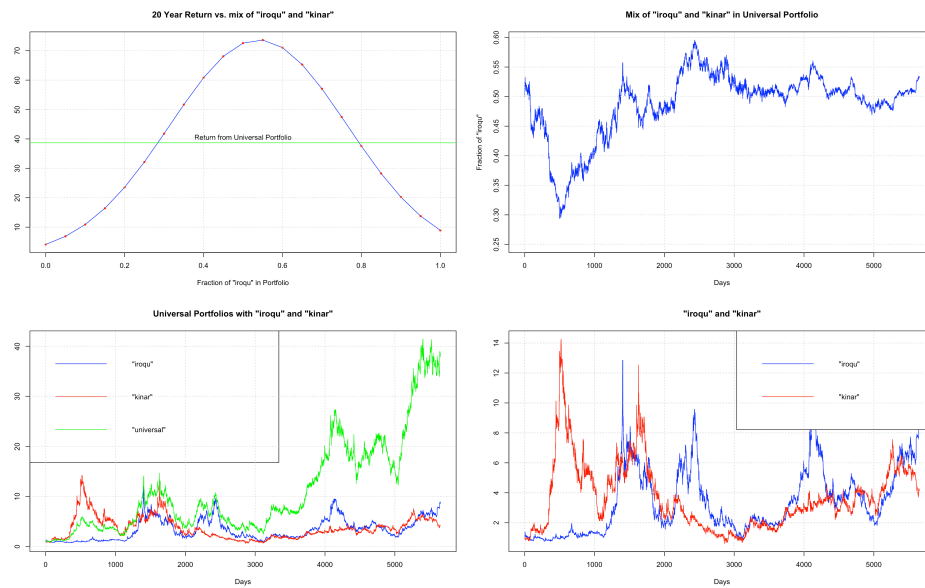 20 Year Return vs. mix of "iroqu" and "kinar"
70
60
50
40
30
20
10
Return from Universal Portfolio
0.0 0.2 0.4 0.6 0.8 1.0
Fraction of "iroqu" in Portfolio
Mix of "iroqu" and "kinar" in Universal Portfolio
Fraction of "iroqu"
0.60
0.55
0.50
0.45
0.40
0.35
0.30
0.25
0 1000 2000 3000 4000 5000
Days
Universal Portfolios with "iroqu" and "kinar"
40
30
20
10
0
"iroqu"
"kinar"
"universal"
0 1000 2000 3000 4000 5000
Days
"iroqu" and "kinar"
14
12
10
8
6
4
2
"iroqu"
"kinar"
0 1000 2000 3000 4000 5000
Days